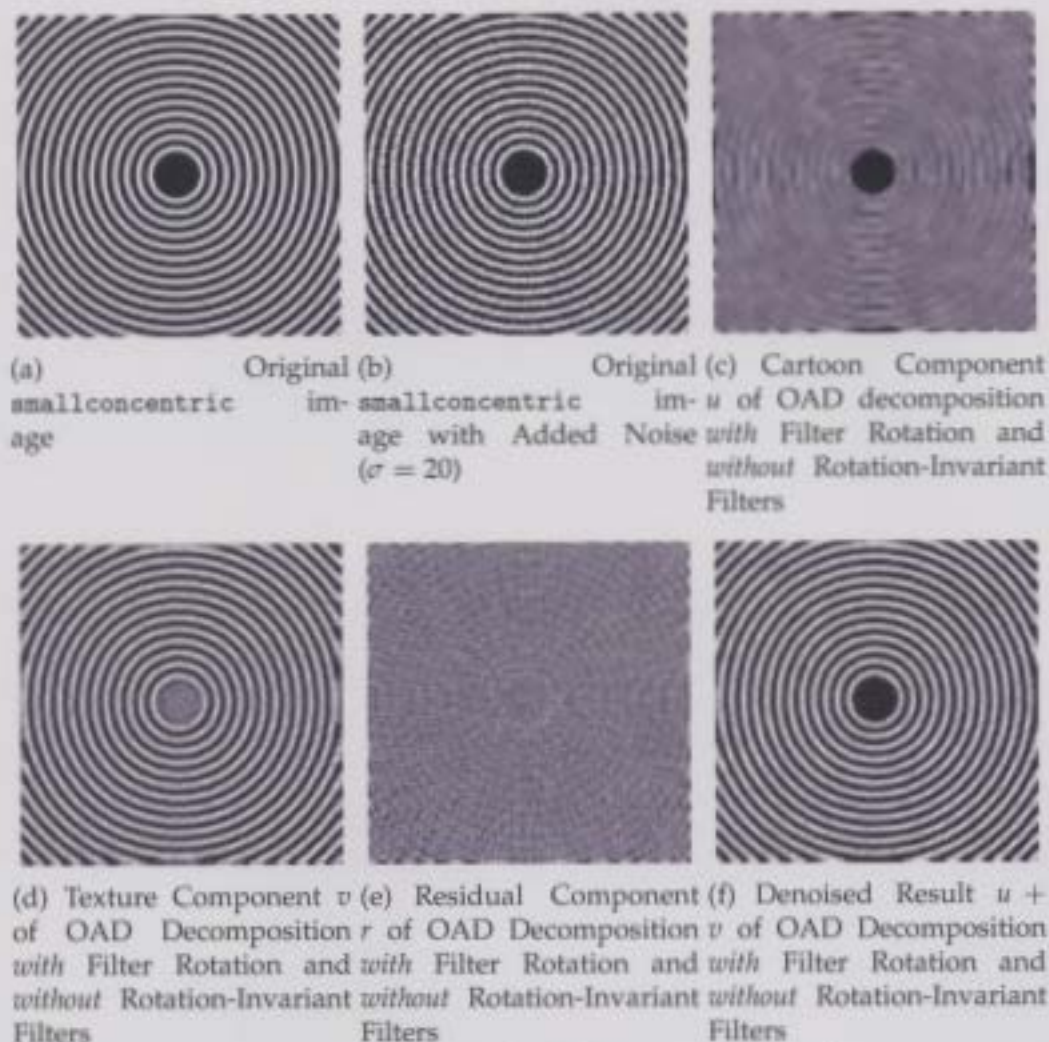 (a) Original
smallconcentric im-
age
(b) Original
smallconcentric im-
age with Added Noise
(σ = 20)
(c) Cartoon Component
u of OAD decomposition
with Filter Rotation and
without Rotation-Invariant
Filters
(d) Texture Component v
of OAD Decomposition
with Filter Rotation and
without Rotation-Invariant
Filters
(e) Residual Component
r of OAD Decomposition
with Filter Rotation and
without Rotation-Invariant
Filters
(f) Denoised Result u +
v of OAD Decomposition
with Filter Rotation and
without Rotation-Invariant
Filters